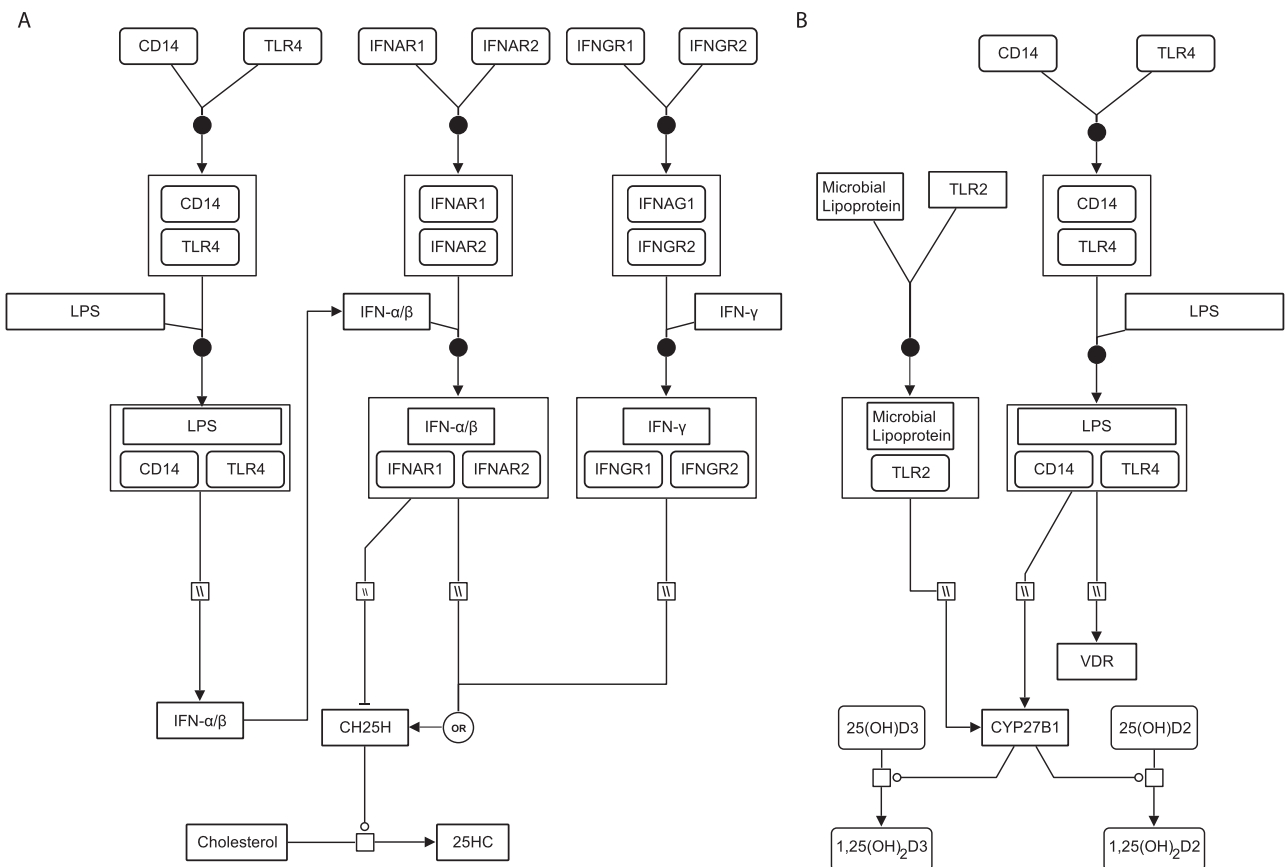 A
B
CD14
TLR4
IFNAR1
IFNAR2
IFNGR1
IFNGR2
CD14
TLR4
IFNAR1
IFNAR2
IFNAG1
IFNGR2
LPS
IFN-α/β
IFN-γ
LPS
CD14
TLR4
IFN-α/β
IFNAR1
IFNAR2
IFN-γ
IFNGR1
IFNGR2
\\
\\
\\
\\
IFN-α/β
CH25H
OR
Cholesterol
25HC
CD14
TLR4
Microbial
Lipoprotein
TLR2
CD14
TLR4
LPS
Microbial
Lipoprotein
TLR2
LPS
CD14
TLR4
\\
\\
\\
VDR
25(OH)D3
CYP27B1
25(OH)D2
1,25(OH)2D3
1,25(OH)2D2